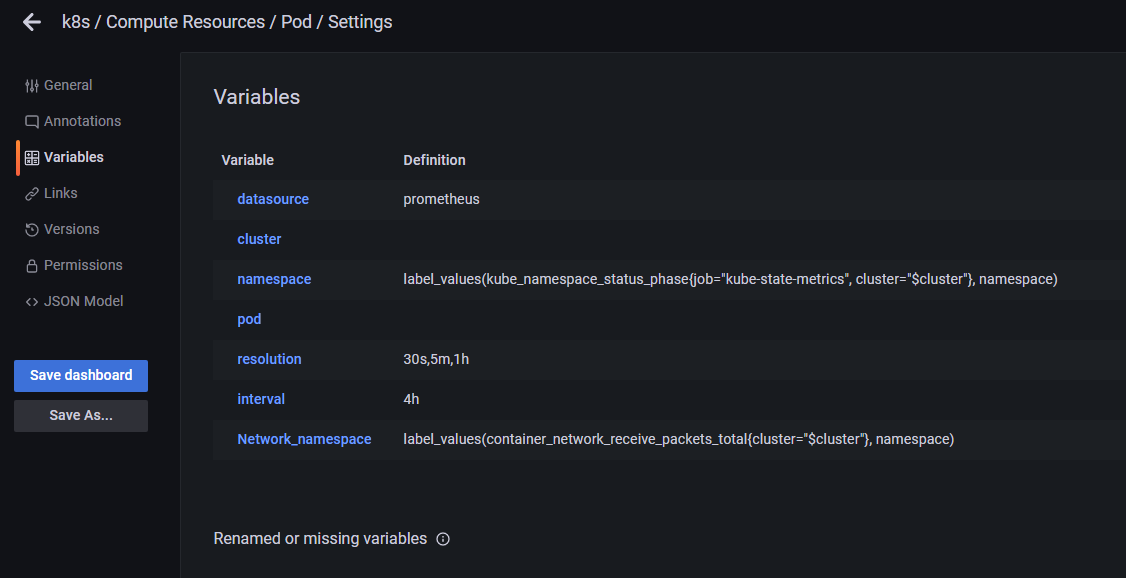 k8s / Compute Resources / Pod / Settings
General
Annotations
Variables
Links
Versions
Permissions
JSON Model
Save dashboard
Save As...
Variables
Variable Definition
datasource prometheus
cluster
namespace label_values(kube_namespace_status_phase{job="kube-state-metrics", cluster="$cluster"}, namespace)
pod
resolution 30s,5m,1h
interval 4h
Network_namespace label_values(container_network_receive_packets_total{cluster="$cluster"}, namespace)
Renamed or missing variables